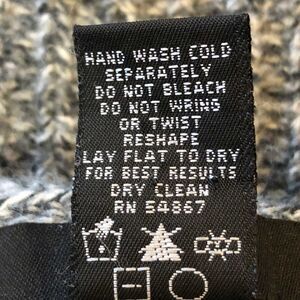 HAND WASH COLD
SEPARATELY
DO NOT BLEACH
DO NOT WRING
OR TWIST
RESHAPE
LAY FLAT TO DRY
FOR BEST RESULTS
DRY CLEAN
RN 54867